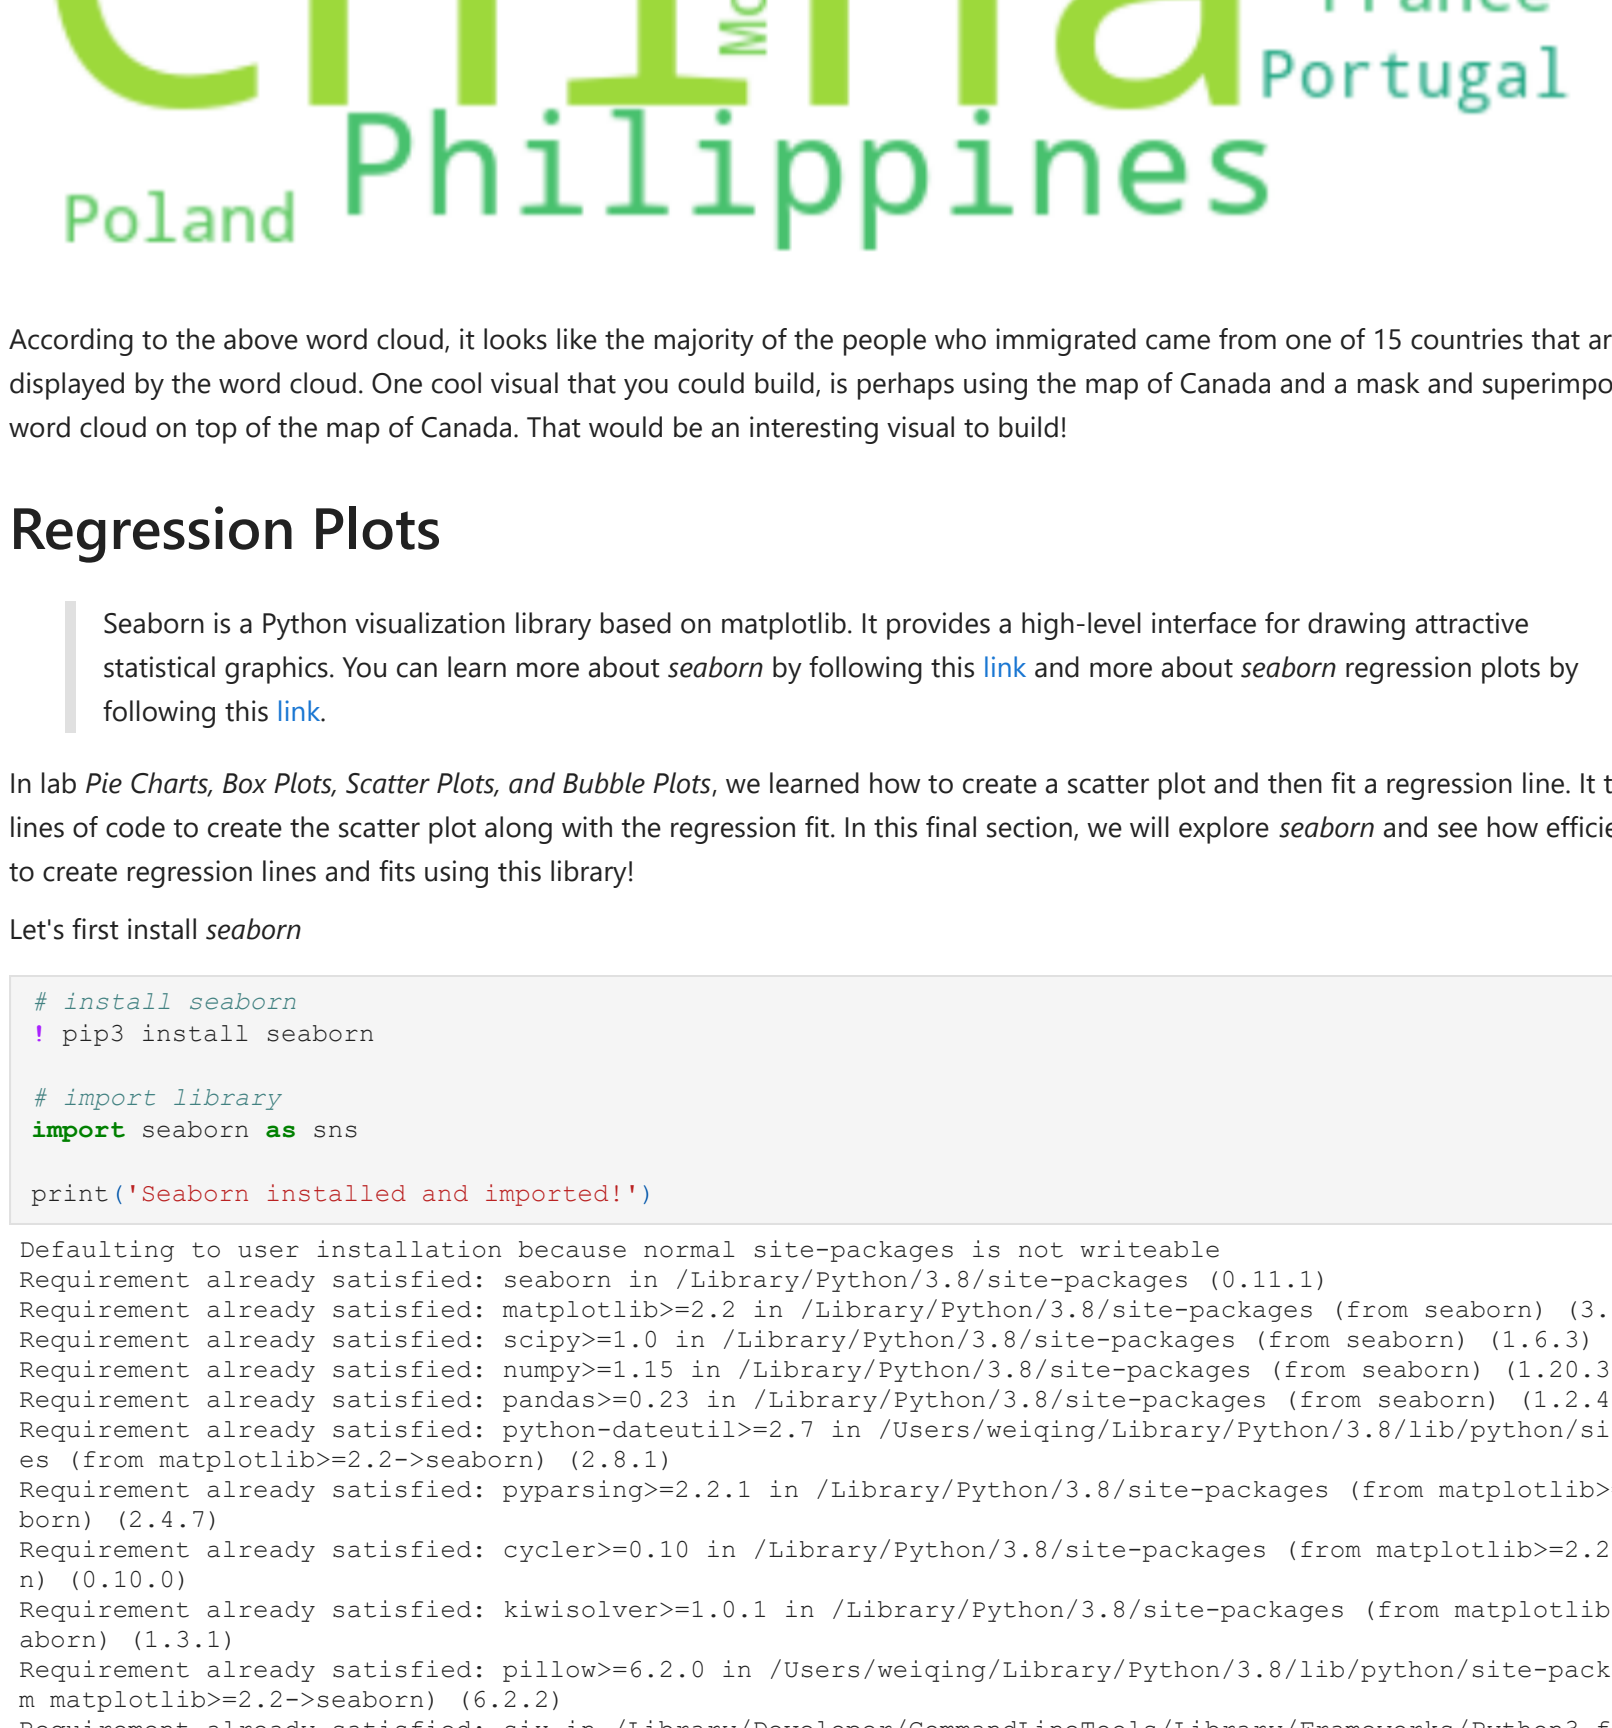 China
France
Portugal
Philippines
Poland
According to the above word cloud, it looks like the majority of the people who immigrated came from one of 15 countries that ar
displayed by the word cloud. One cool visual that you could build, is perhaps using the map of Canada and a mask and superimpo
word cloud on top of the map of Canada. That would be an interesting visual to build!
Regression Plots
Seaborn is a Python visualization library based on matplotlib. It provides a high-level interface for drawing attractive
statistical graphics. You can learn more about seaborn by following this link and more about seaborn regression plots by
following this link.
In lab Pie Charts, Box Plots, Scatter Plots, and Bubble Plots, we learned how to create a scatter plot and then fit a regression line. It t
lines of code to create the scatter plot along with the regression fit. In this final section, we will explore seaborn and see how efficie
to create regression lines and fits using this library!
Let's first install seaborn
# install seaborn
! pip3 install seaborn
# import library
import seaborn as sns
print('Seaborn installed and imported!')
Defaulting to user installation because normal site-packages is not writeable
Requirement already satisfied: seaborn in /Library/Python/3.8/site-packages (0.11.1)
Requirement already satisfied: matplotlib>=2.2 in /Library/Python/3.8/site-packages (from seaborn) (3.
Requirement already satisfied: scipy>=1.0 in /Library/Python/3.8/site-packages (from seaborn) (1.6.3)
Requirement already satisfied: numpy>=1.15 in /Library/Python/3.8/site-packages (from seaborn) (1.20.3
Requirement already satisfied: pandas>=0.23 in /Library/Python/3.8/site-packages (from seaborn) (1.2.4
Requirement already satisfied: python-dateutil>=2.7 in /Users/weiqing/Library/Python/3.8/lib/python/si
es (from matplotlib>=2.2->seaborn) (2.8.1)
Requirement already satisfied: pyparsing>=2.2.1 in /Library/Python/3.8/site-packages (from matplotlib>
born) (2.4.7)
Requirement already satisfied: cycler>=0.10 in /Library/Python/3.8/site-packages (from matplotlib>=2.2
n) (0.10.0)
Requirement already satisfied: kiwisolver>=1.0.1 in /Library/Python/3.8/site-packages (from matplotlib
aborn) (1.3.1)
Requirement already satisfied: pillow>=6.2.0 in /Users/weiqing/Library/Python/3.8/lib/python/site-pack
m matplotlib>=2.2->seaborn) (6.2.2)
Requirement already satisfied: six in /Library/Developer/CommandLineTools/Library/Frameworks/Python3.f